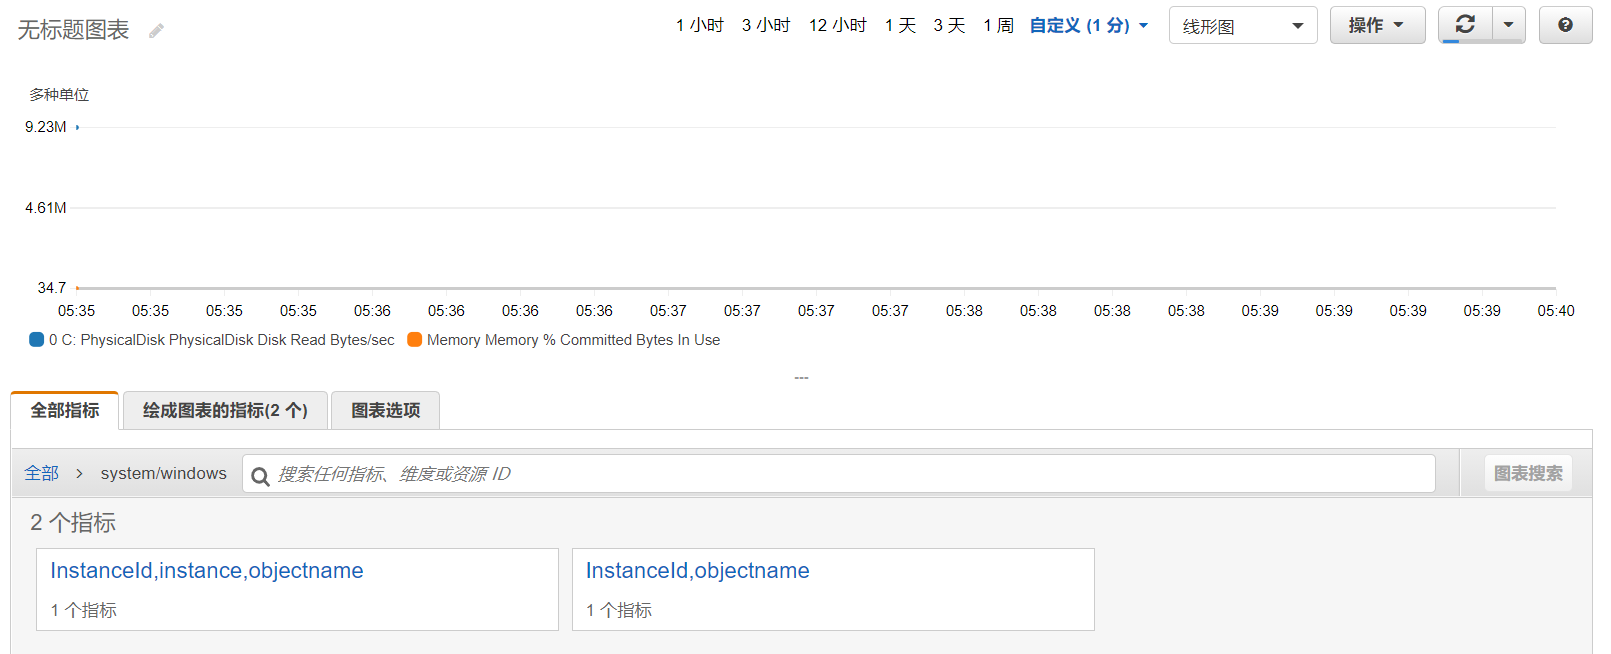 无标题图表
1 小时 3 小时 12 小时 1 天 3 天 1 周 自定义 (1 分) 线形图 操作
多种单位
9.23M
4.61M
34.7
05:35 05:35 05:35 05:35 05:36 05:36 05:36 05:36 05:37 05:37 05:37 05:37 05:38 05:38 05:38 05:38 05:39 05:39 05:39 05:39 05:40
0 C: PhysicalDisk PhysicalDisk Disk Read Bytes/sec Memory Memory % Committed Bytes In Use
全部指标 绘成图表的指标(2 个) 图表选项
全部 > system/windows 搜索任何指标、维度或资源 ID 图表搜索
2 个指标
InstanceId,instance,objectname InstanceId,objectname
1 个指标 1 个指标